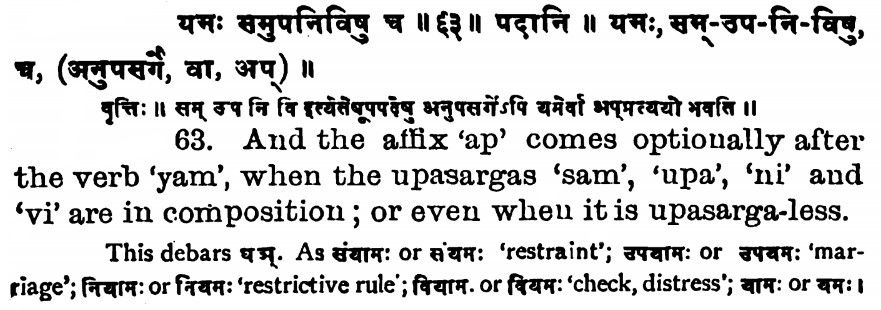 यमः समुपनिविषु च ॥६३॥ पदानि ॥ यमः, सम्-उप-नि-विषु,
च, (अनुपसर्गे, वा, अप्) ॥
वृत्तिः ॥ सम् उप नि वि इत्येतेषूपपदेषु अनुपसर्गेऽपि यमेर्वा अप्प्रत्ययो भवति ॥
63. And the affix ‘ap’ comes optionally after
the verb ‘yam’, when the upasargas ‘sam’, ‘upa’, ‘ni’ and
‘vi’ are in composition; or even when it is upasarga-less.
This debars घञ्. As संयामः or संयमः ‘restraint’; उपयामः or उपयमः ‘mar-
riage’; नियामः or नियमः ‘restrictive rule’; वियामः or वियमः ‘check, distress’; यामः or यमः।